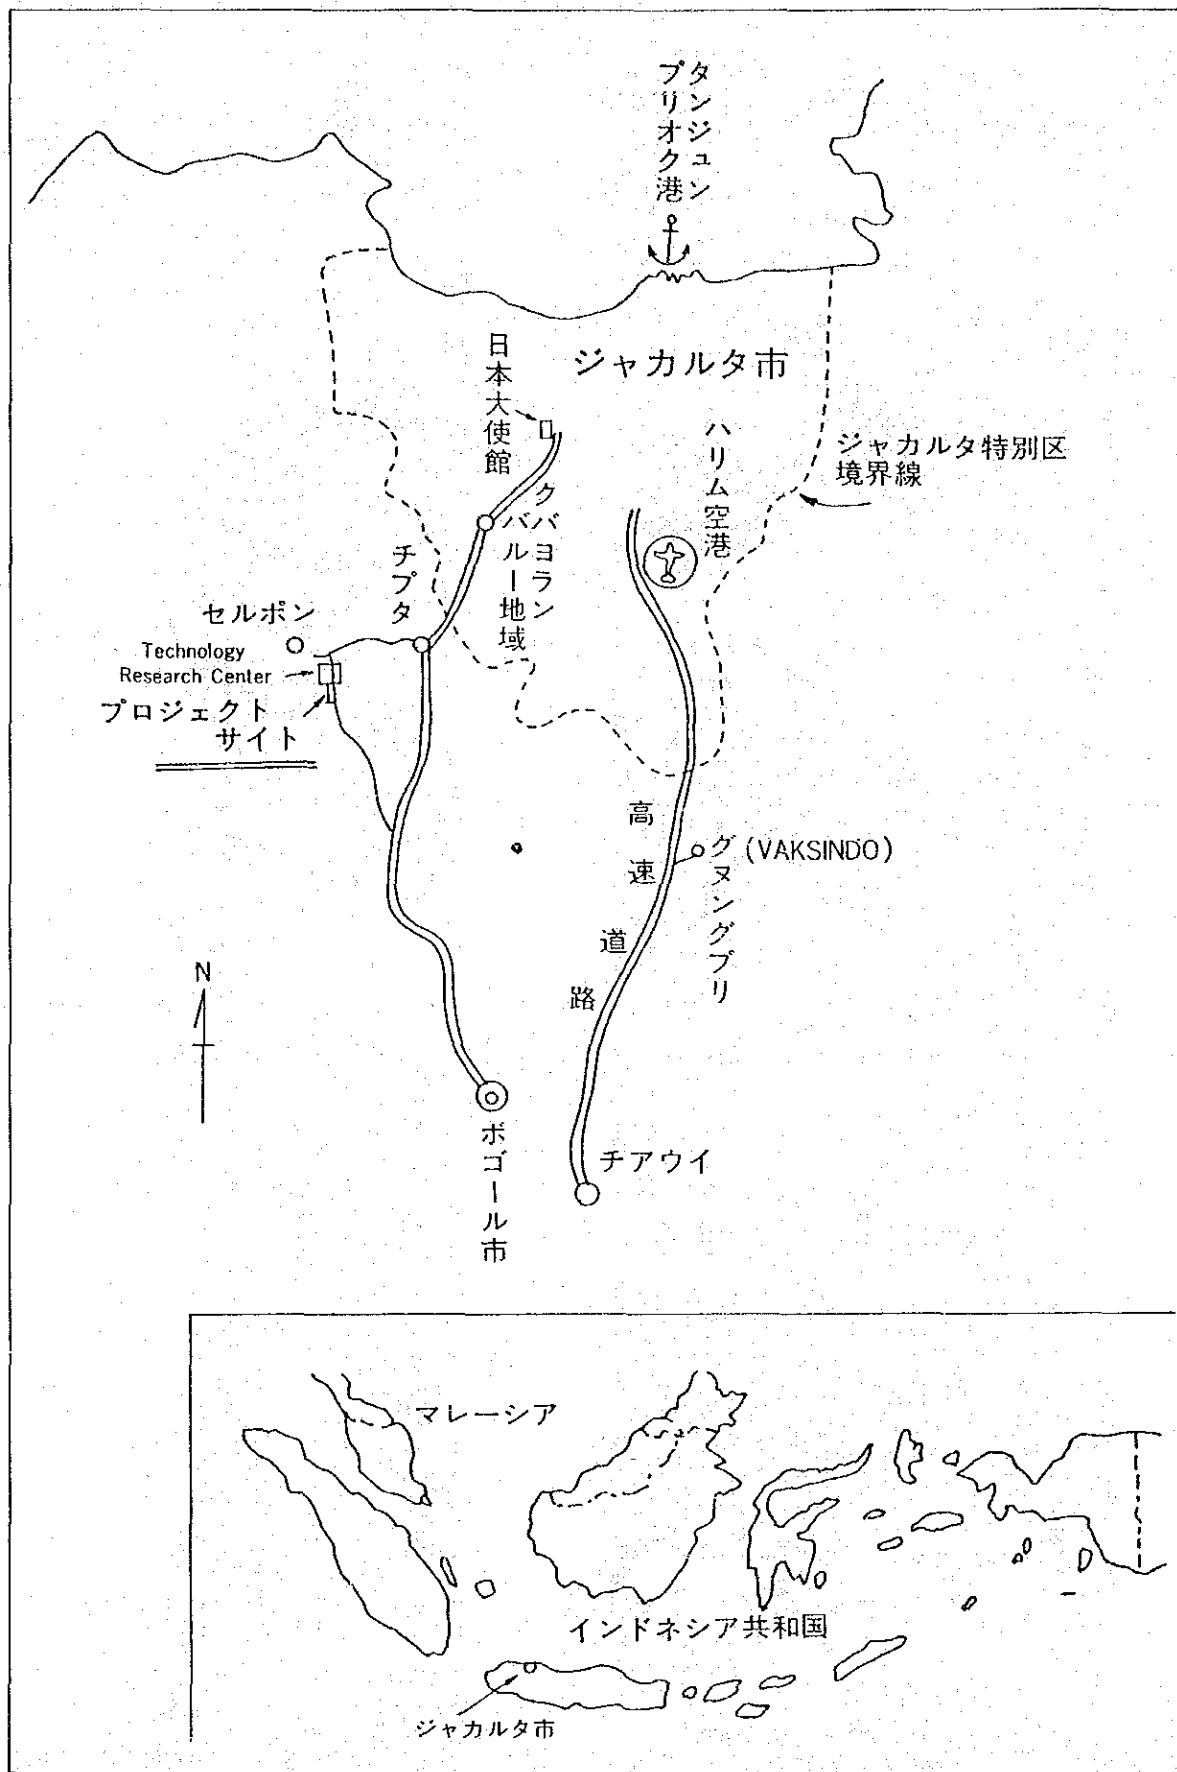 タンジュン
プリオク港
日本大使館
ジャカルタ市
ハリム空港
ジャカルタ特別区
境界線
クバヨラン
バルー地域
チプタ
セルポン
Technology
Research Center
プロジェクト
サイト
高速道路
グヌングプリ
(VAKSINDO)
N
ボゴール市
チアウイ
マレーシア
インドネシア共和国
ジャカルタ市